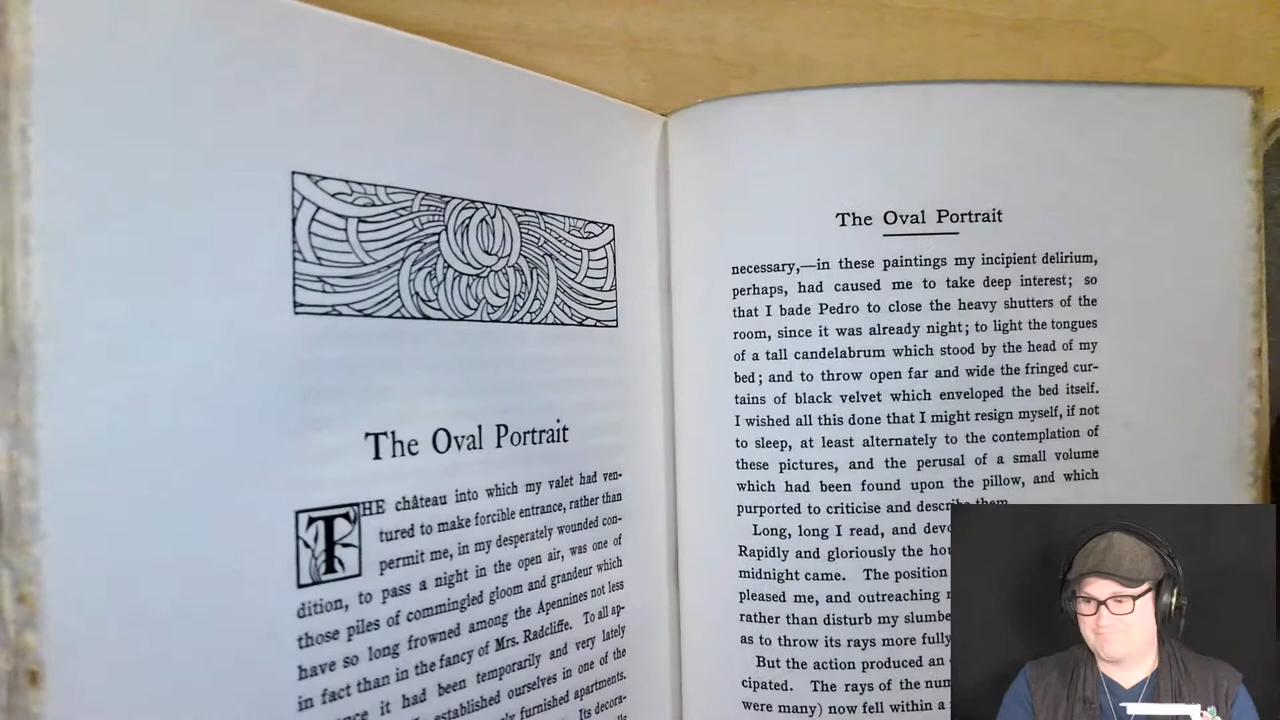 The Oval Portrait
THE château into which my valet had ven-
tured to make forcible entrance, rather than
permit me, in my desperately wounded con-
dition, to pass a night in the open air, was one of
those piles of commingled gloom and grandeur which
have so long frowned among the Apennines not less
in fact than in the fancy of Mrs. Radcliffe. To all ap-
it had been temporarily and very lately
established ourselves in one of the
furnished apartments.
Its decora-
The Oval Portrait
necessary,—in these paintings my incipient delirium,
perhaps, had caused me to take deep interest; so
that I bade Pedro to close the heavy shutters of the
room, since it was already night; to light the tongues
of a tall candelabrum which stood by the head of my
bed; and to throw open far and wide the fringed cur-
tains of black velvet which enveloped the bed itself.
I wished all this done that I might resign myself, if not
to sleep, at least alternately to the contemplation of
these pictures, and the perusal of a small volume
which had been found upon the pillow, and which
purported to criticise and describe them.
Long, long I read, and
Rapidly and gloriously the
midnight came. The position
pleased me, and outreaching
rather than disturb my
as to throw its rays more fully
But the action produced an
cipated. The rays of the
were many) now fell within a